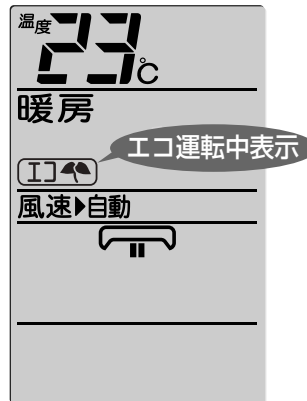 温度
23℃
暖房
エコ運転中表示
エコ
風速▶自動